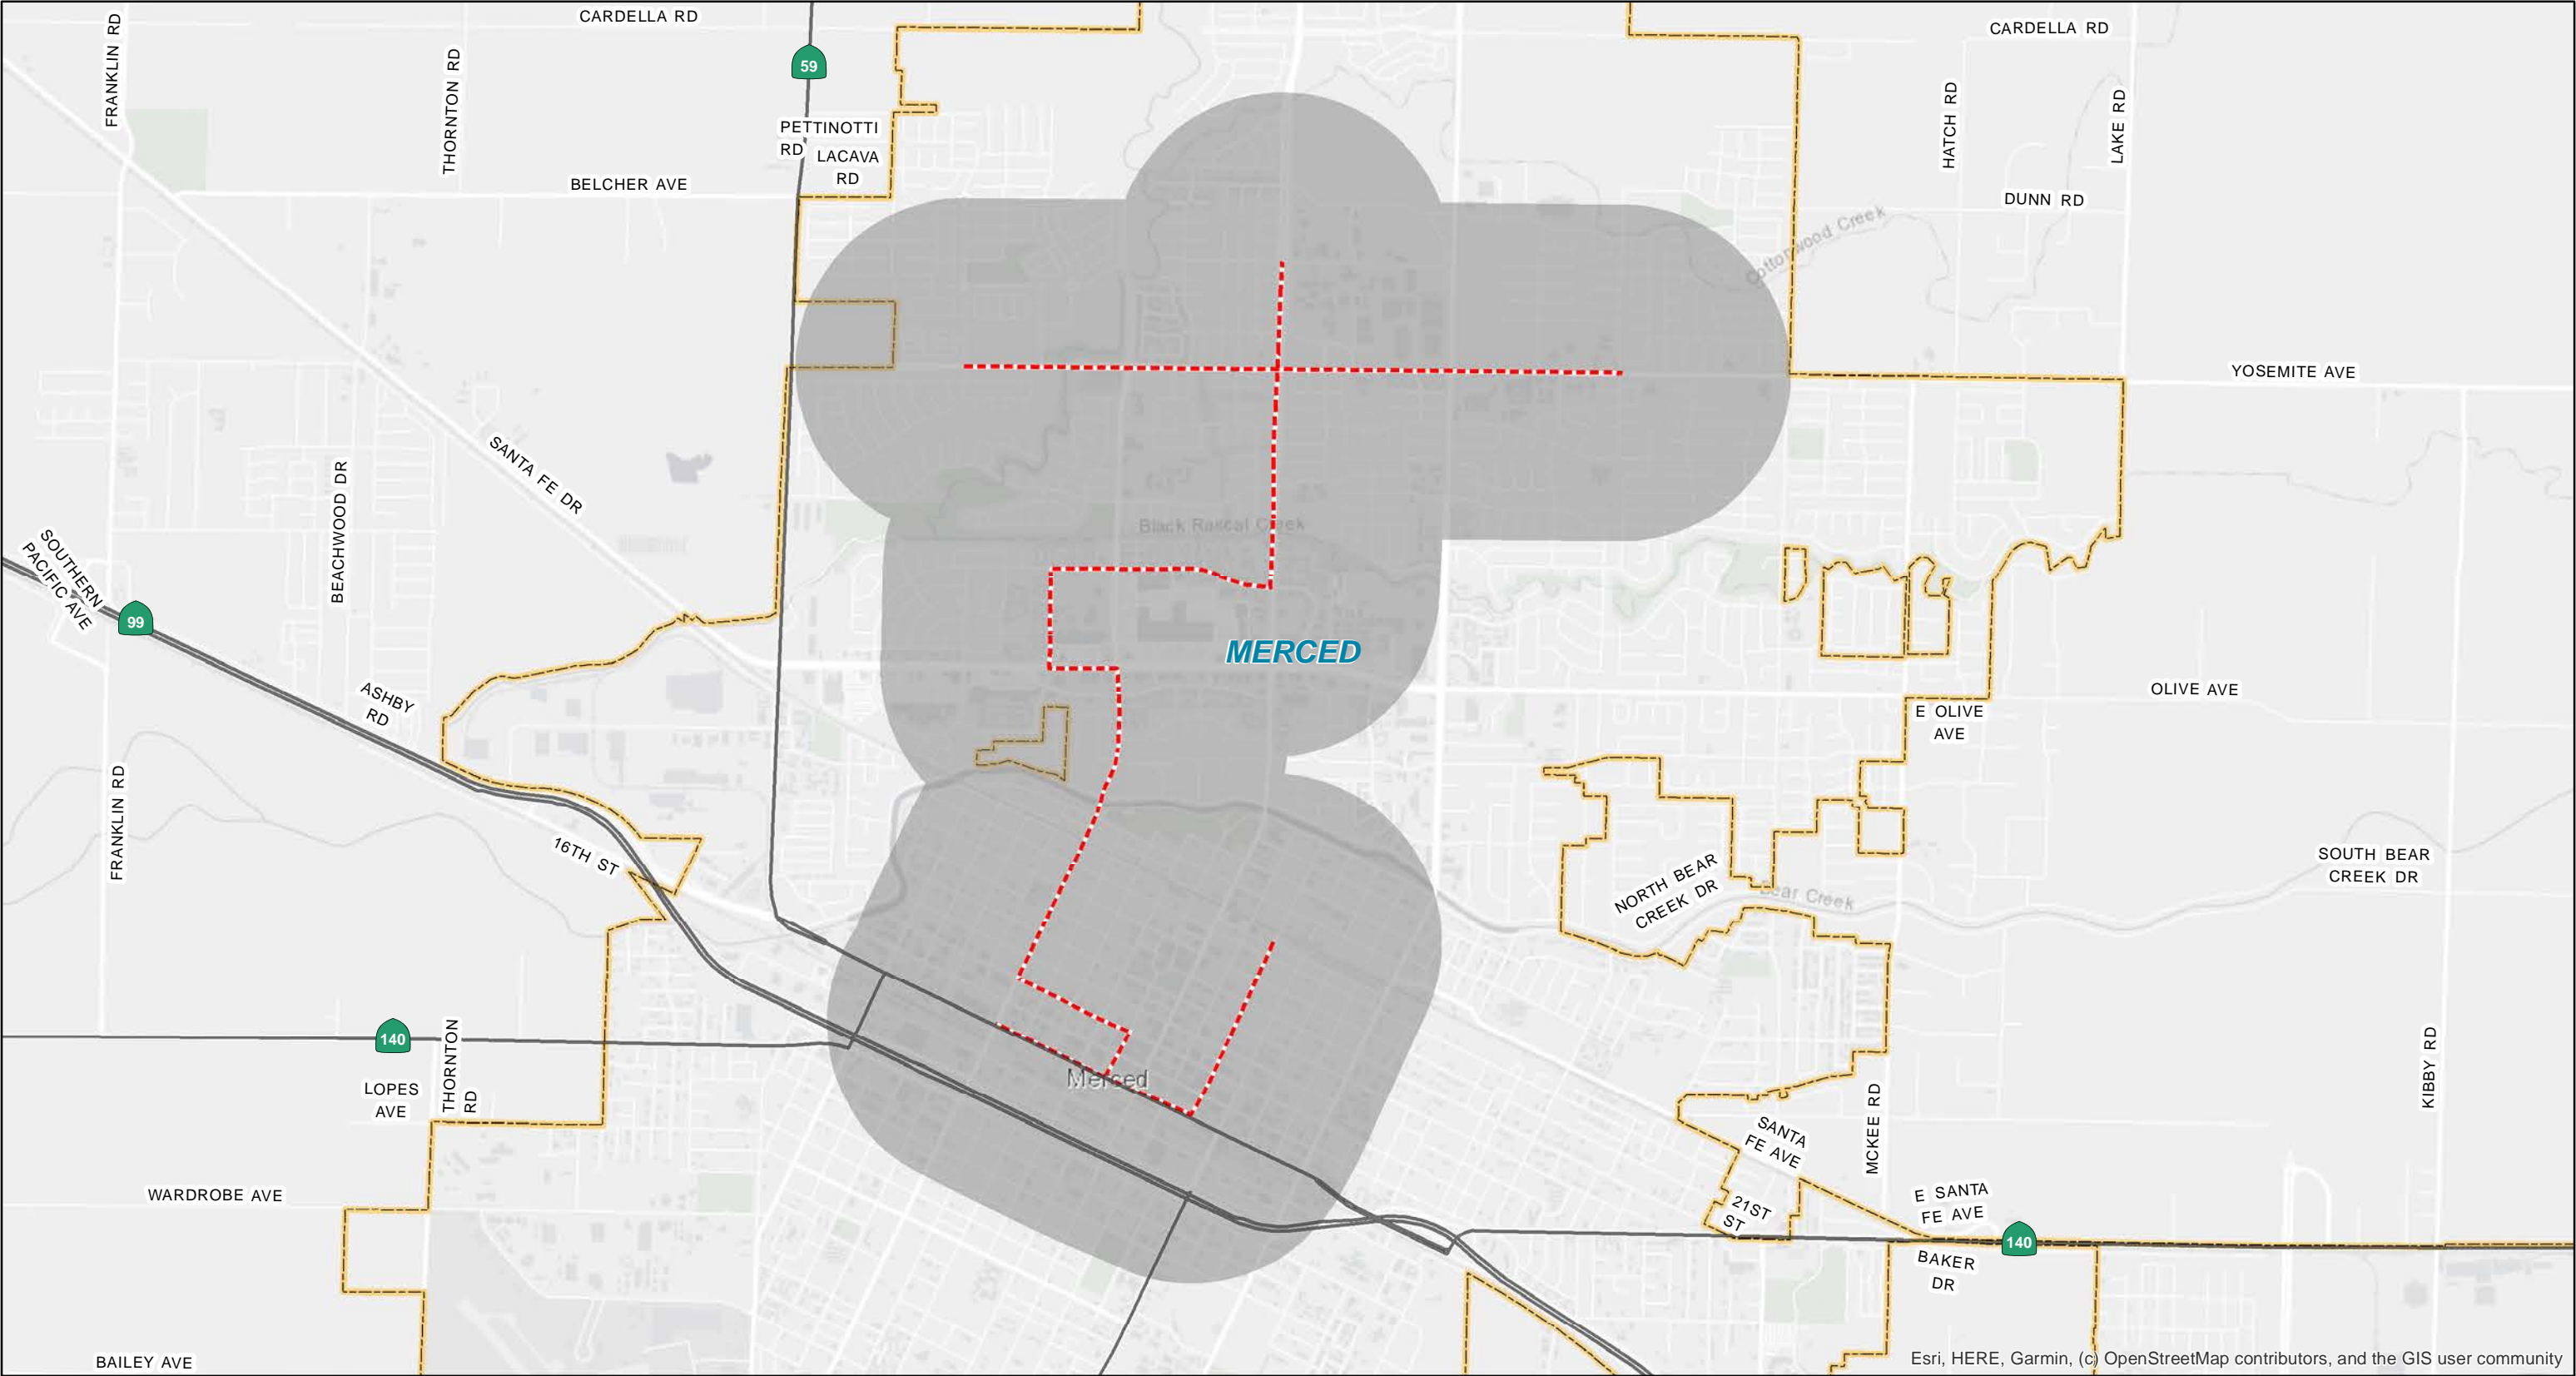 CARDELLA RD
CARDELLA RD
FRANKLIN RD
THORNTON RD
59
HATCH RD
LAKE RD
PETTINOTTI
RD
LACAVA
RD
BELCHER AVE
DUNN RD
Cottonwood Creek
YOSEMITE AVE
SANTA FE DR
BEACHWOOD DR
Black Rascal Creek
SOUTHERN
PACIFIC AVE
99
MERCED
ASHBY
RD
OLIVE AVE
E OLIVE
AVE
FRANKLIN RD
16TH ST
NORTH BEAR
CREEK DR
Bear Creek
SOUTH BEAR
CREEK DR
140
THORNTON
RD
LOPES
AVE
Merced
KIBBY RD
MCKEE RD
SANTA
FE AVE
WARDROBE AVE
21ST
ST
E SANTA
FE AVE
140
BAKER
DR
BAILEY AVE
Esri, HERE, Garmin, (c) OpenStreetMap contributors, and the GIS user community